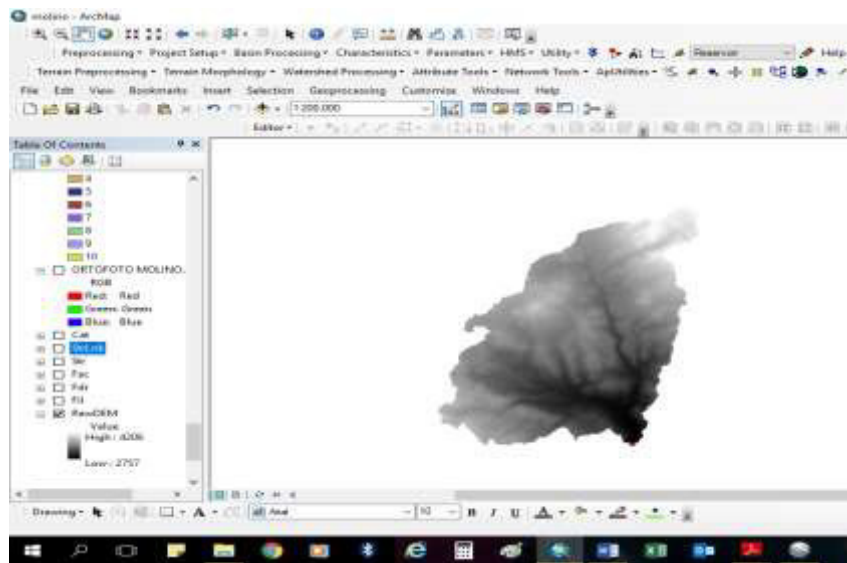 molino - ArcMap
Preprocessing Project Setup Basin Processing Characteristics Parameters HMS Utility Reservoir Help
Terrain Preprocessing Terrain Morphology Watershed Processing Attribute Tools Network Tools ApUtilities
File Edit View Bookmarks Insert Selection Geoprocessing Customize Windows Help
1:200.000
Editor
Table Of Contents
4
5
6
7
8
9
10
ORTOFOTO MOLINO.
RGB
Red: Red
Green: Green
Blue: Blue
Cat
Str
Fac
Fdr
Fil
RawDEM
Value
High : 4206
Low : 2757
Drawing A Arial 10 B I U A